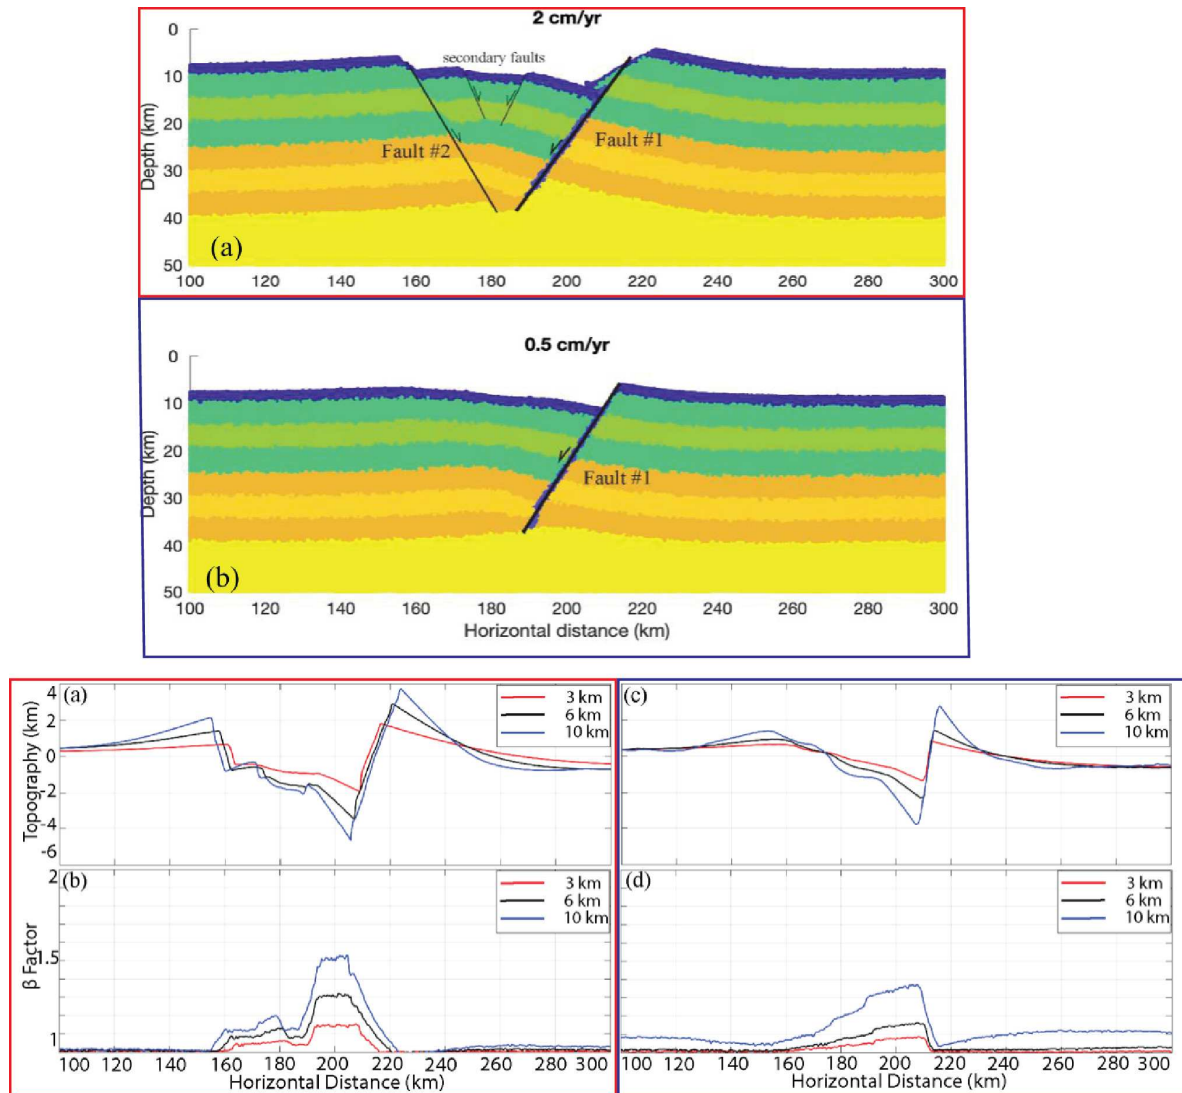 2 cm/yr
0
10
20
30
40
50
Depth (km)
secondary faults
Fault #2
Fault #1
(a)
100 120 140 160 180 200 220 240 260 280 300
0.5 cm/yr
0
10
20
30
40
50
Depth (km)
Fault #1
(b)
100 120 140 160 180 200 220 240 260 280 300
Horizontal distance (km)
(a)
4
2
0
-2
-4
-6
Topography (km)
3 km
6 km
10 km
(c)
3 km
6 km
10 km
(b)
2
1.5
1
β Factor
3 km
6 km
10 km
100 120 140 160 180 200 220 240 260 280 300
Horizontal Distance (km)
(d)
3 km
6 km
10 km
100 120 140 160 180 200 220 240 260 280 300
Horizontal Distance (km)